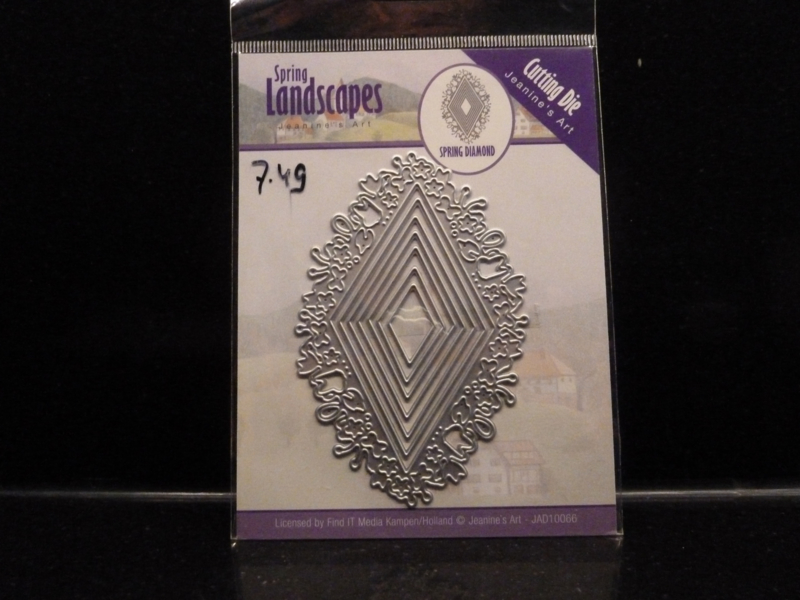 Spring
Landscapes
Jeanine's Art
Cutting Die
Jeanine's Art
SPRING DIAMOND
7.49
Licensed by Find IT Media Kampen/Holland © Jeanine's Art - JAD10066